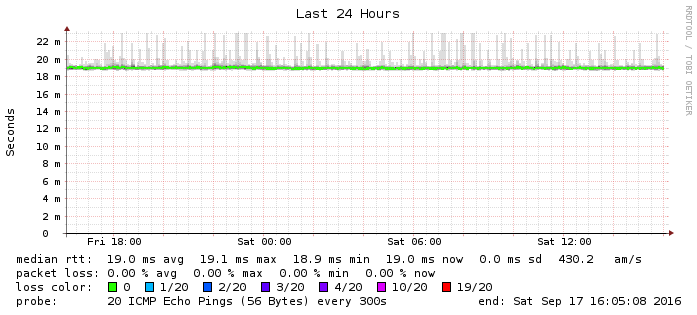 Last 24 Hours
RRDTOOL / TOBI OETIKER
Seconds
22 m
20 m
18 m
16 m
14 m
12 m
10 m
8 m
6 m
4 m
2 m
0
Fri 18:00 Sat 00:00 Sat 06:00 Sat 12:00
median rtt: 19.0 ms avg 19.1 ms max 18.9 ms min 19.0 ms now 0.0 ms sd 430.2 am/s
packet loss: 0.00 % avg 0.00 % max 0.00 % min 0.00 % now
loss color: 0 1/20 2/20 3/20 4/20 10/20 19/20
probe: 20 ICMP Echo Pings (56 Bytes) every 300s end: Sat Sep 17 16:05:08 2016